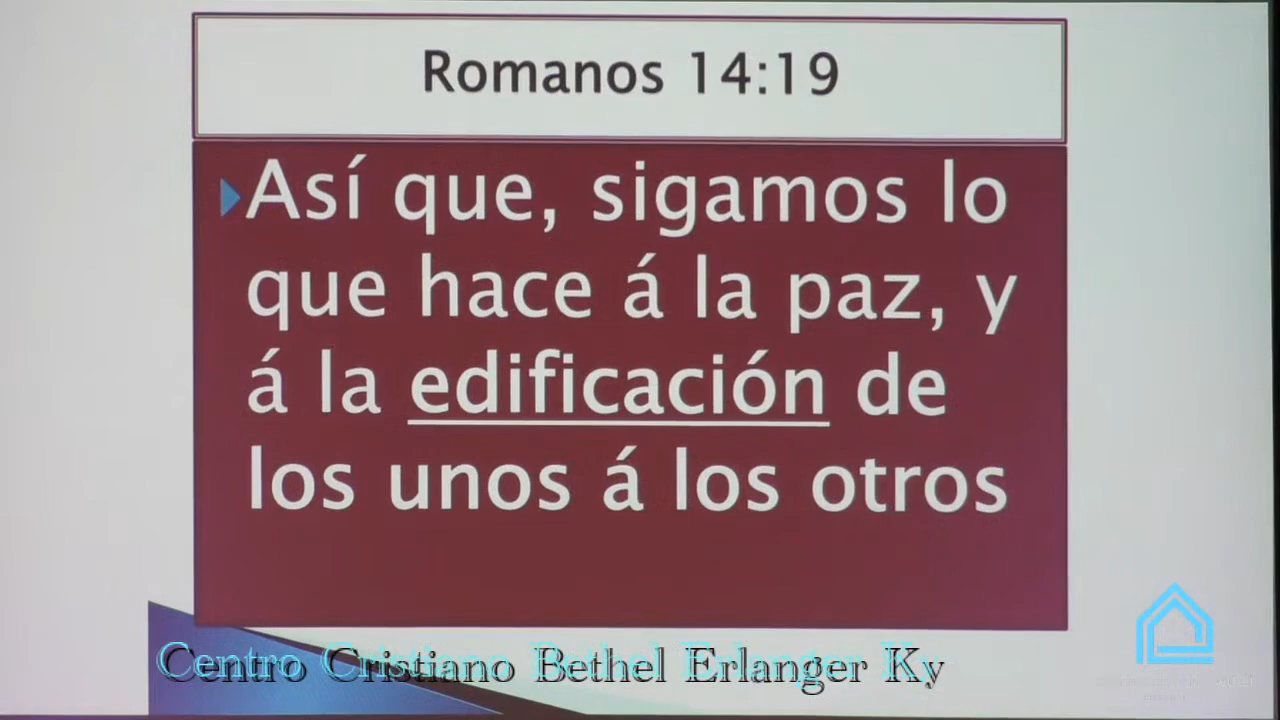 Romanos 14:19
Así que, sigamos lo
que hace á la paz, y
á la edificación de
los unos á los otros
Centro Cristiano Bethel Erlanger Ky